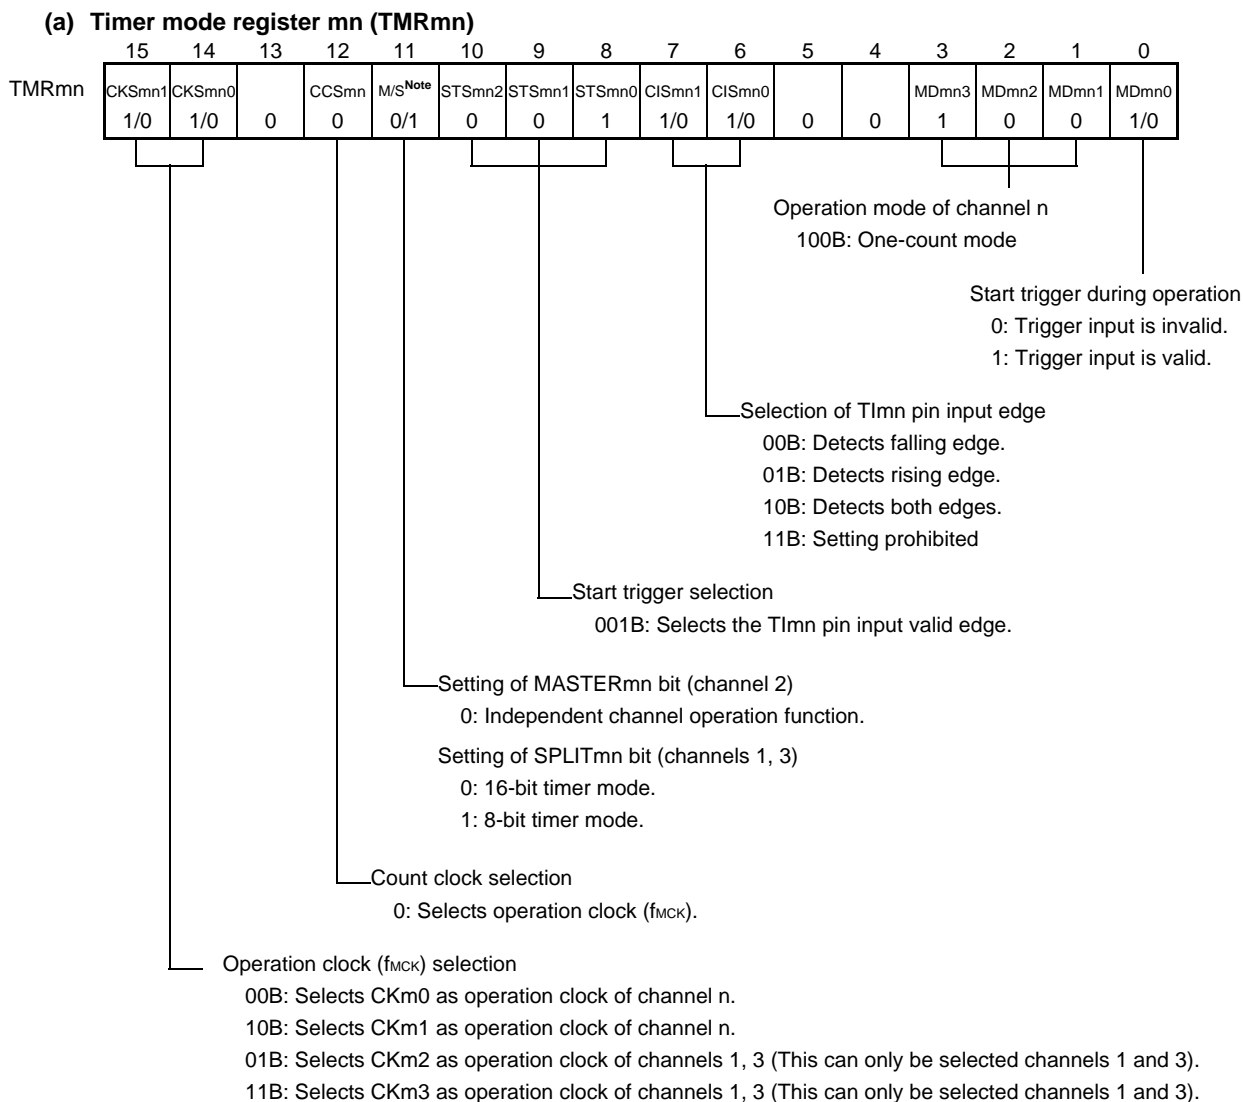 (a) Timer mode register mn (TMRmn)
15 14 13 12 11 10 9 8 7 6 5 4 3 2 1 0
TMRmn CKSmn1 CKSmn0 CCSmn M/SNote STSmn2 STSmn1 STSmn0 CISmn1 CISmn0 MDmn3 MDmn2 MDmn1 MDmn0
1/0 1/0 0 0 0/1 0 0 1 1/0 1/0 0 0 1 0 0 1/0
Operation mode of channel n
100B: One-count mode
Start trigger during operation
0: Trigger input is invalid.
1: Trigger input is valid.
Selection of TImn pin input edge
00B: Detects falling edge.
01B: Detects rising edge.
10B: Detects both edges.
11B: Setting prohibited
Start trigger selection
001B: Selects the TImn pin input valid edge.
Setting of MASTERmn bit (channel 2)
0: Independent channel operation function.
Setting of SPLITmn bit (channels 1, 3)
0: 16-bit timer mode.
1: 8-bit timer mode.
Count clock selection
0: Selects operation clock (fMCK).
Operation clock (fMCK) selection
00B: Selects CKm0 as operation clock of channel n.
10B: Selects CKm1 as operation clock of channel n.
01B: Selects CKm2 as operation clock of channels 1, 3 (This can only be selected channels 1 and 3).
11B: Selects CKm3 as operation clock of channels 1, 3 (This can only be selected channels 1 and 3).